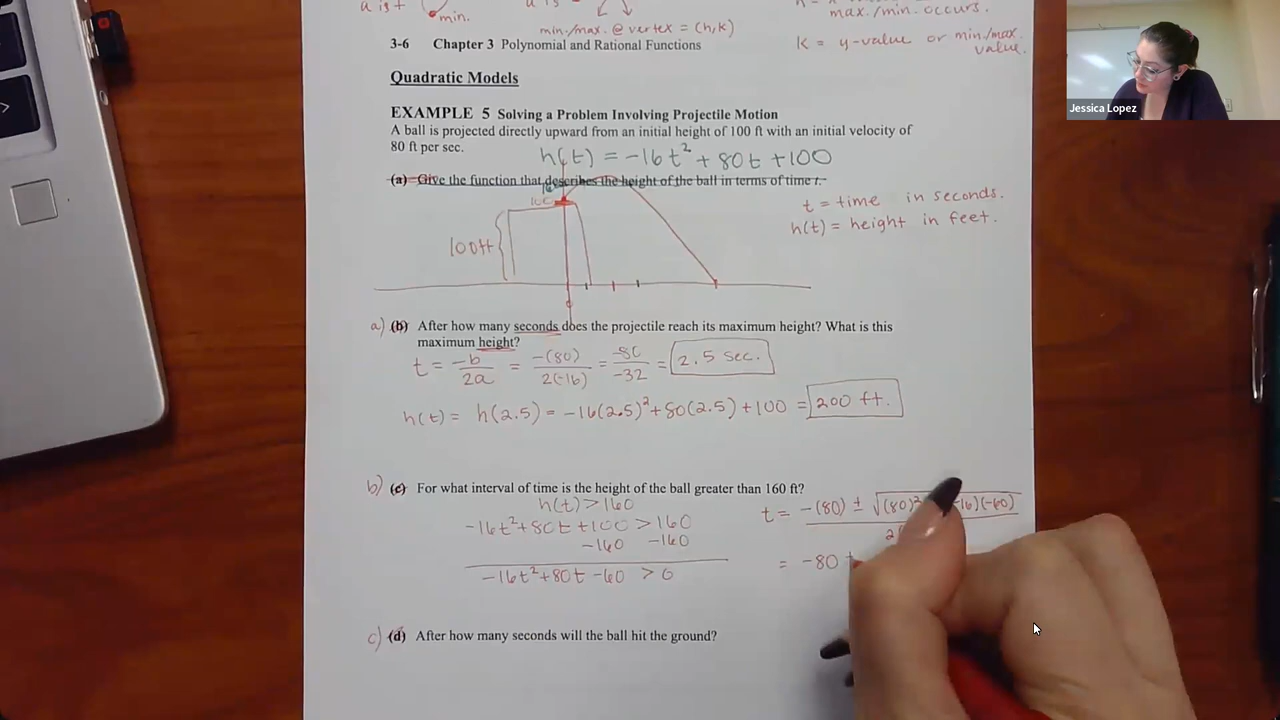 a is +
min.
max./min. occurs.
min./max. @ vertex = (h,k)
k = y-value or min./max.
value.
3-6 Chapter 3 Polynomial and Rational Functions
Jessica Lopez
Quadratic Models
EXAMPLE 5 Solving a Problem Involving Projectile Motion
A ball is projected directly upward from an initial height of 100 ft with an initial velocity of
80 ft per sec.
h(t) = -16t² + 80t + 100
(a) Give the function that describes the height of the ball in terms of time t.
t = time in seconds.
h(t) = height in feet.
100ft
a) (b) After how many seconds does the projectile reach its maximum height? What is this
maximum height?
t = -b/2a = -(80)/2(-16) = -80/-32 = 2.5 sec.
h(t) = h(2.5) = -16(2.5)² + 80(2.5) + 100 = 200 ft.
b) (c) For what interval of time is the height of the ball greater than 160 ft?
h(t) > 160
-16t² + 80t + 100 > 160
-160 -160
-16t² + 80t - 60 > 0
t = -(80) ± √(80)² -16)(-60)
2
= -80
c) (d) After how many seconds will the ball hit the ground?